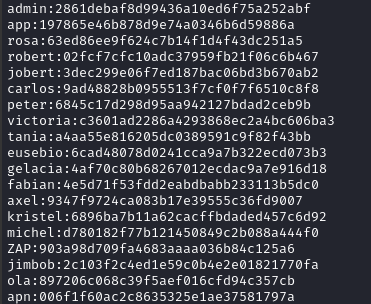 admin:2861debaf8d99436a10ed6f75a252abf
app:197865e46b878d9e74a0346b6d59886a
rosa:63ed86ee9f624c7b14f1d4f43dc251a5
robert:02fcf7cfc10adc37959fb21f06c6b467
jobert:3dec299e06f7ed187bac06bd3b670ab2
carlos:9ad48828b0955513f7cf0f7f6510c8f8
peter:6845c17d298d95aa942127bdad2ceb9b
victoria:c3601ad2286a4293868ec2a4bc606ba3
tania:a4aa55e816205dc0389591c9f82f43bb
eusebio:6cad48078d0241cca9a7b322ecd073b3
gelacia:4af70c80b68267012ecdac9a7e916d18
fabian:4e5d71f53fdd2eabdbabb233113b5dc0
axel:9347f9724ca083b17e39555c36fd9007
kristel:6896ba7b11a62cacffbdaded457c6d92
michel:d780182f77b121450849c2b088a444f0
ZAP:903a98d709fa4683aaaa036b84c125a6
jimbob:2c103f2c4ed1e59c0b4e2e01821770fa
ola:897206c068c39f5aef016cfd94c357cb
apn:006f1f60ac2c8635325e1ae37581797a